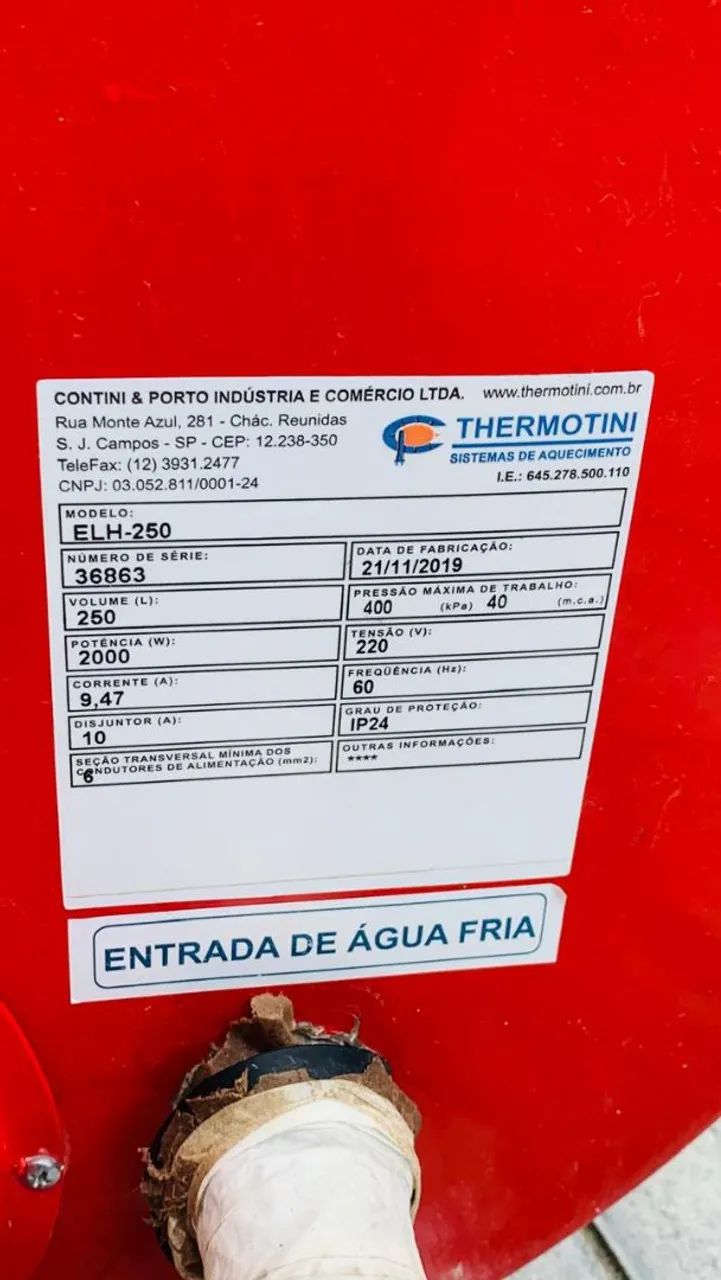 CONTINI & PORTO INDÚSTRIA E COMÉRCIO LTDA. www.thermotini.com.br
Rua Monte Azul, 281 - Chác. Reunidas
S. J. Campos - SP - CEP: 12.238-350
TeleFax: (12) 3931.2477
CNPJ: 03.052.811/0001-24
THERMOTINI
SISTEMAS DE AQUECIMENTO
I.E.: 645.278.500.110
MODELO:
ELH-250
NÚMERO DE SÉRIE:
36863
DATA DE FABRICAÇÃO:
21/11/2019
VOLUME (L):
250
PRESSÃO MÁXIMA DE TRABALHO:
400 (kPa) 40 (m.c.a.)
POTÊNCIA (W):
2000
TENSÃO (V):
220
CORRENTE (A):
9,47
FREQÜÊNCIA (Hz):
60
DISJUNTOR (A):
10
GRAU DE PROTEÇÃO:
IP24
SEÇÃO TRANSVERSAL MÍNIMA DOS
CONDUTORES DE ALIMENTAÇÃO (mm2):
6
OUTRAS INFORMAÇÕES:
****
ENTRADA DE ÁGUA FRIA